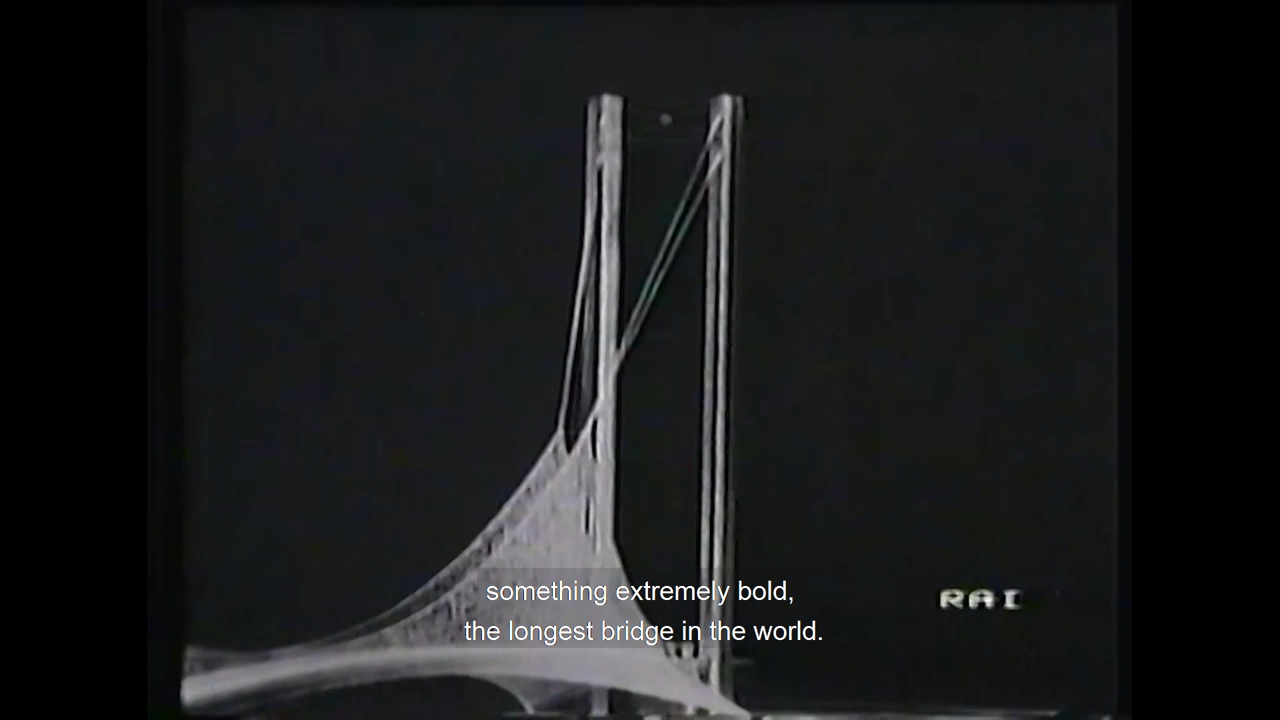 something extremely bold,
the longest bridge in the world.
RAI